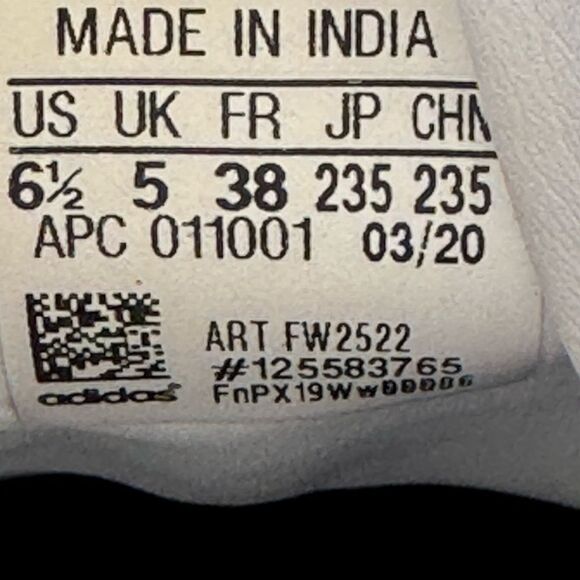 MADE IN INDIA
US UK FR JP CHN
6½ 5 38 235 235
APC 011001 03/20
ART FW2522
#125583765
adidas